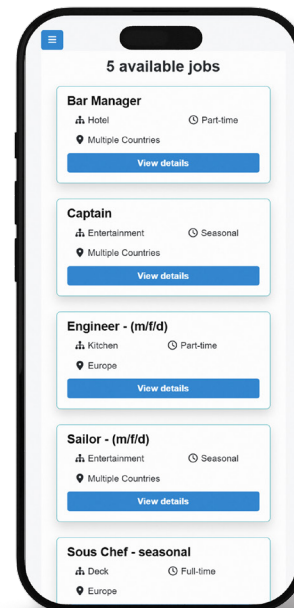 5 available jobs
Bar Manager
Hotel Part-time
Multiple Countries
View details
Captain
Entertainment Seasonal
Multiple Countries
View details
Engineer - (m/f/d)
Kitchen Part-time
Europe
View details
Sailor - (m/f/d)
Entertainment Seasonal
Multiple Countries
View details
Sous Chef - seasonal
Deck Full-time
Europe